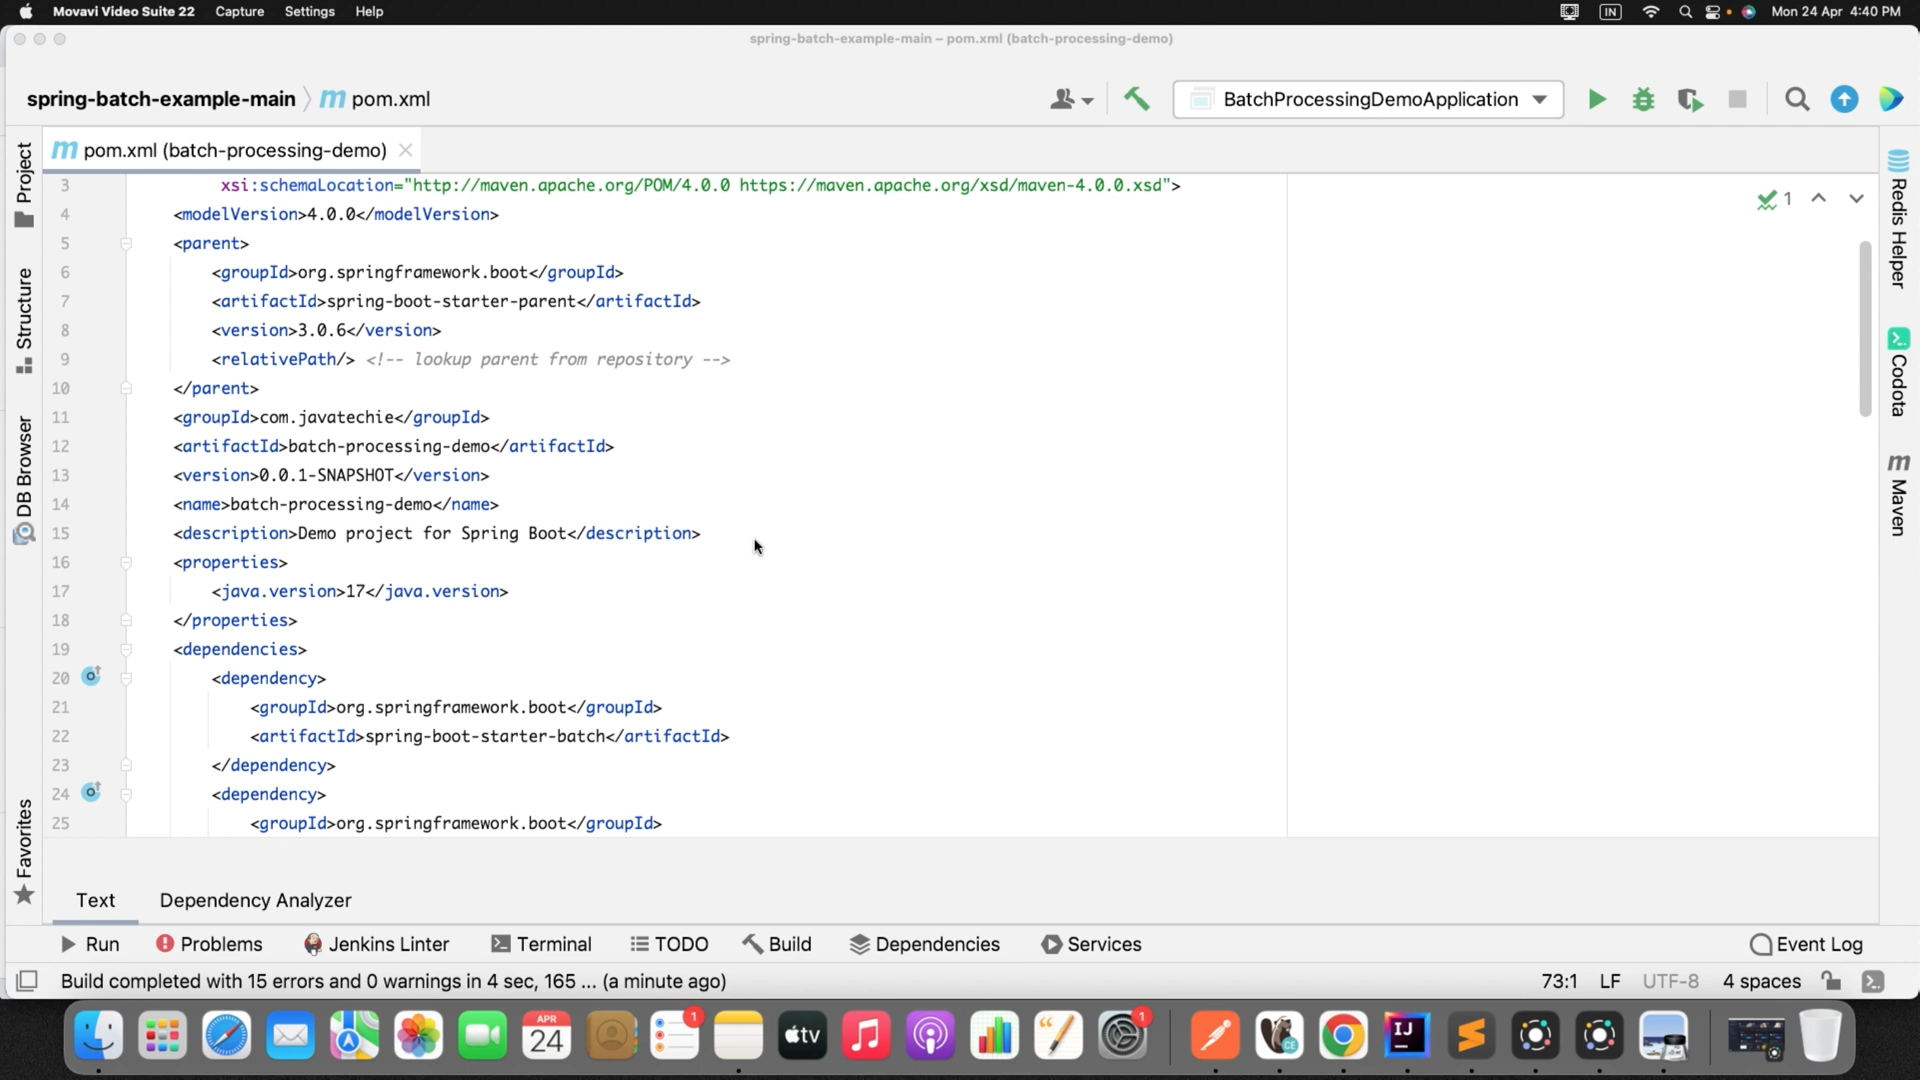 Movavi Video Suite 22 Capture Settings Help IN Mon 24 Apr 4:40 PM
spring-batch-example-main – pom.xml (batch-processing-demo)
spring-batch-example-main m pom.xml BatchProcessingDemoApplication
m pom.xml (batch-processing-demo)
3 xsi:schemaLocation="http://maven.apache.org/POM/4.0.0 https://maven.apache.org/xsd/maven-4.0.0.xsd">
1
4 <modelVersion>4.0.0</modelVersion>
5 <parent>
6 <groupId>org.springframework.boot</groupId>
7 <artifactId>spring-boot-starter-parent</artifactId>
8 <version>3.0.6</version>
9 <relativePath/> <!-- lookup parent from repository -->
10 </parent>
11 <groupId>com.javatechie</groupId>
12 <artifactId>batch-processing-demo</artifactId>
13 <version>0.0.1-SNAPSHOT</version>
14 <name>batch-processing-demo</name>
15 <description>Demo project for Spring Boot</description>
16 <properties>
17 <java.version>17</java.version>
18 </properties>
19 <dependencies>
20 <dependency>
21 <groupId>org.springframework.boot</groupId>
22 <artifactId>spring-boot-starter-batch</artifactId>
23 </dependency>
24 <dependency>
25 <groupId>org.springframework.boot</groupId>
Project
Structure
DB Browser
Favorites
Redis Helper
Codota
m Maven
Text Dependency Analyzer
Run Problems Jenkins Linter Terminal TODO Build Dependencies Services Event Log
Build completed with 15 errors and 0 warnings in 4 sec, 165 ... (a minute ago) 73:1 LF UTF-8 4 spaces
APR
24
1
tv
1
CE
IJ